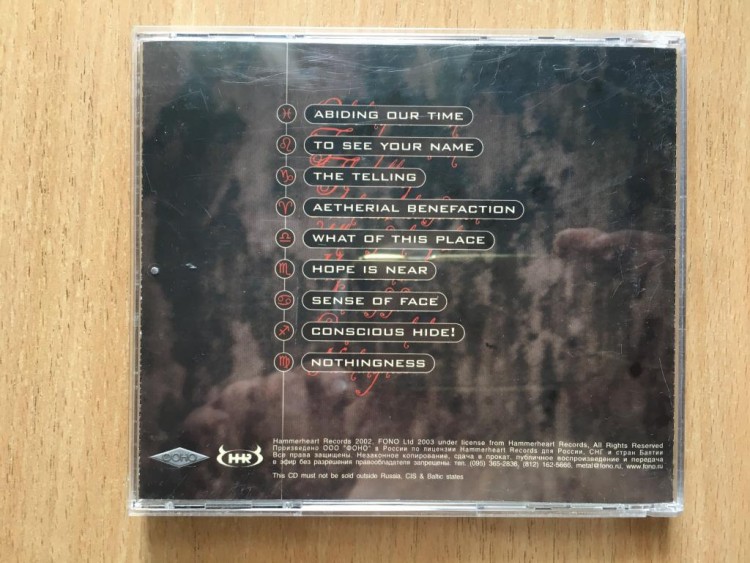 ABIDING OUR TIME
TO SEE YOUR NAME
THE TELLING
AETHERIAL BENEFACTION
WHAT OF THIS PLACE
HOPE IS NEAR
SENSE OF FACE
CONSCIOUS HIDE!
NOTHINGNESS
ФОНО
HHR
Hammerheart Records 2002, FONO Ltd 2003 under license from Hammerheart Records, All Rights Reserved
Произведено ООО "ФОНО" в России по лицензии Hammerheart Records для России, СНГ и стран Балтии
Все права защищены. Незаконное копирование, сдача в прокат, публичное воспроизведение и передача
в эфир без разрешения правообладателя запрещены. тел. (095) 365-2836, (812) 162-5666, metal@fono.ru, www.fono.ru
This CD must not be sold outside Russia, CIS & Baltic states